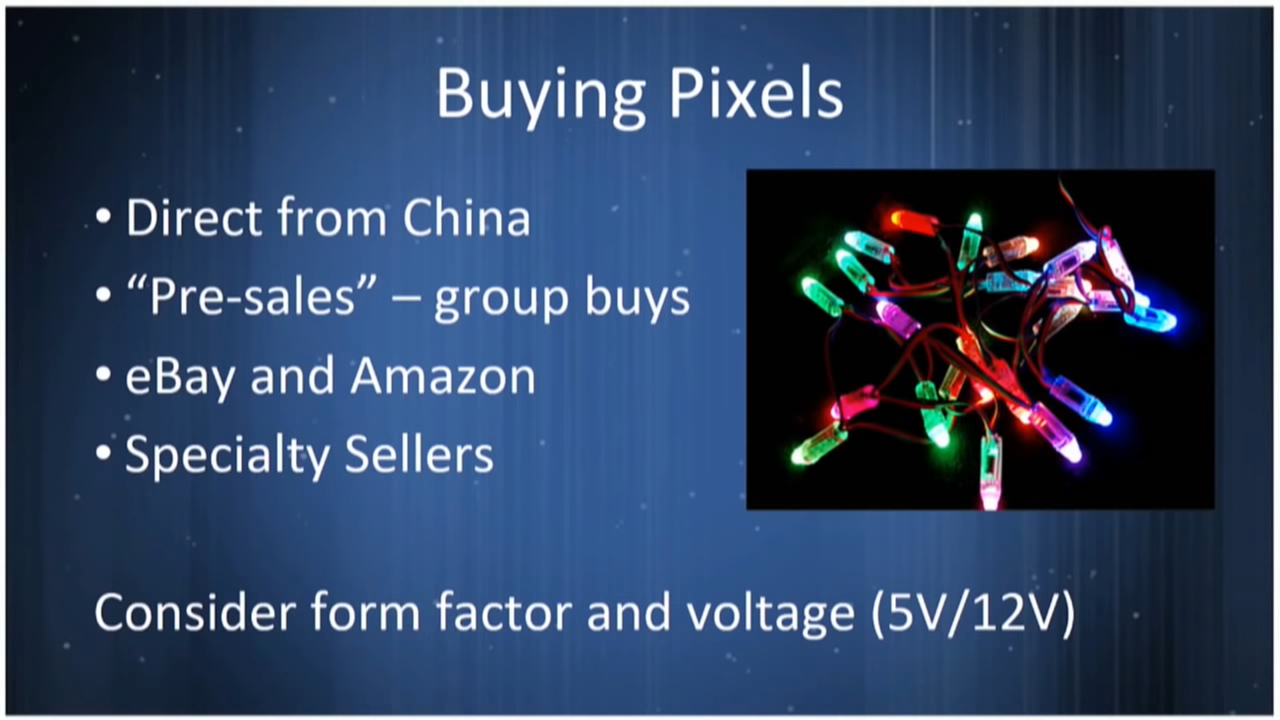 Buying Pixels
• Direct from China
• “Pre-sales” – group buys
• eBay and Amazon
• Specialty Sellers
Consider form factor and voltage (5V/12V)